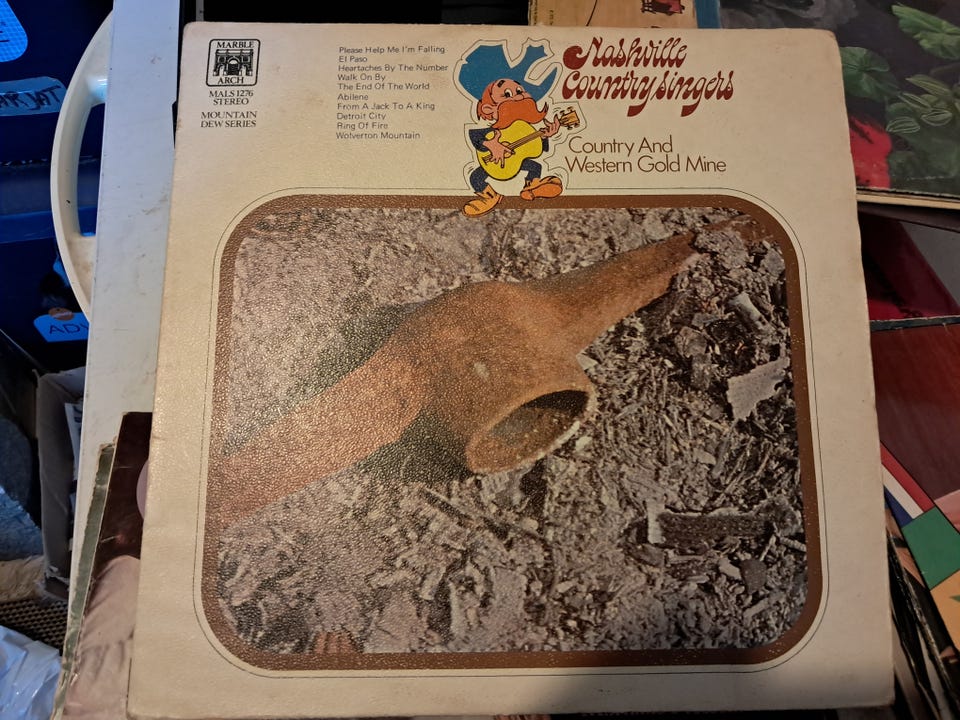 MARBLE
ARCH
MALS 1276
STEREO
MOUNTAIN
DEW SERIES
Please Help Me I'm Falling
El Paso
Heartaches By The Number
Walk On By
The End Of The World
Abilene
From A Jack To A King
Detroit City
Ring Of Fire
Wolverton Mountain
Nashville
Country singers
Country And
Western Gold Mine